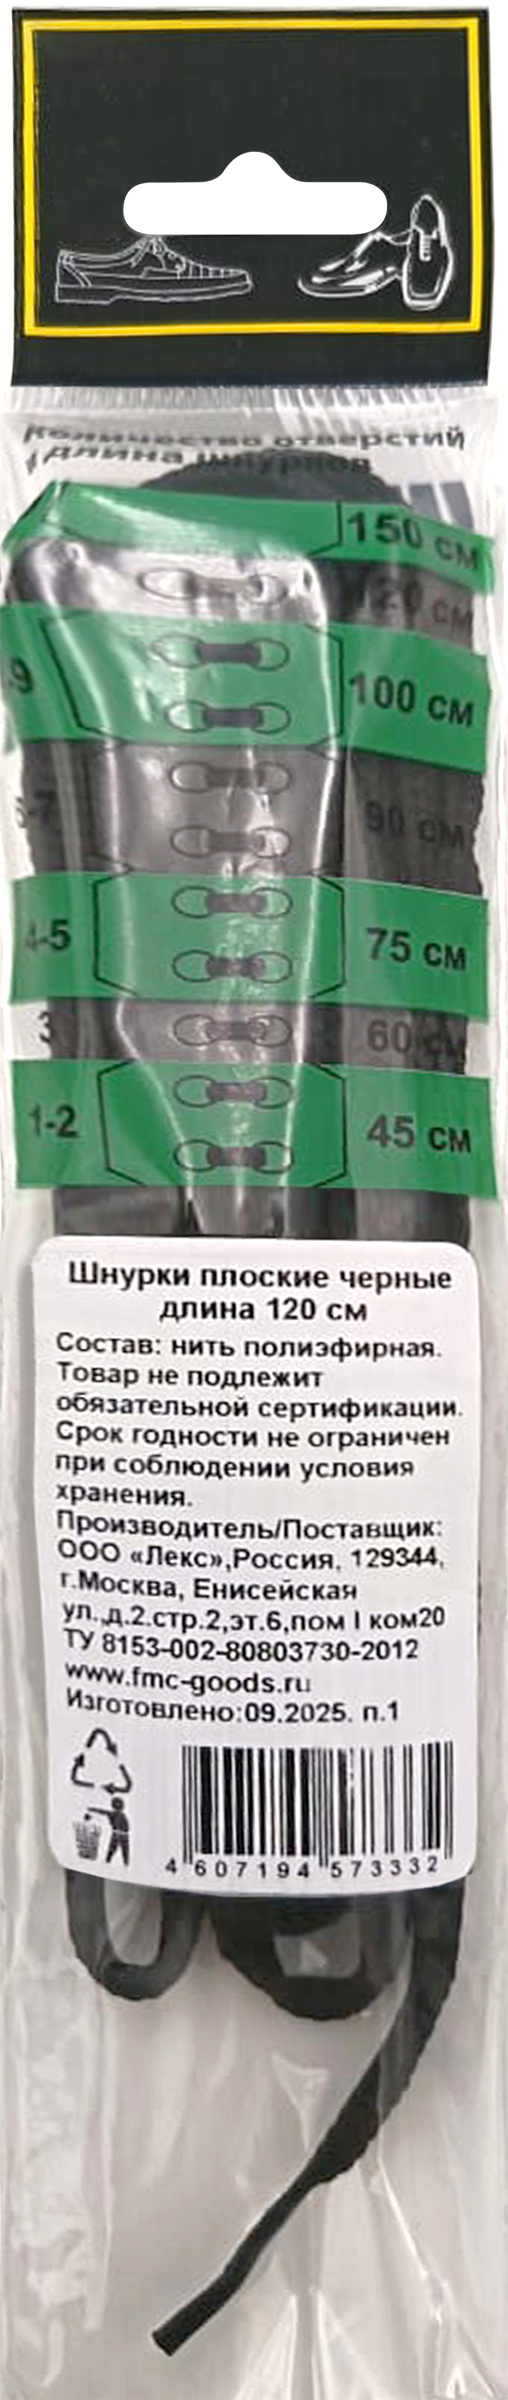 Количество отверстий
/длина шнурков
150 см
120 см
9 100 см
6-7 90 см
4-5 75 см
3 60 см
1-2 45 см
Шнурки плоские черные
длина 120 см
Состав: нить полиэфирная.
Товар не подлежит
обязательной сертификации.
Срок годности не ограничен
при соблюдении условия
хранения.
Производитель/Поставщик:
ООО «Лекс»,Россия, 129344,
г.Москва, Енисейская
ул.,д.2.стр.2,эт.6,пом I ком20
ТУ 8153-002-80803730-2012
www.fmc-goods.ru
Изготовлено:09.2025. п.1
4 607194 573332